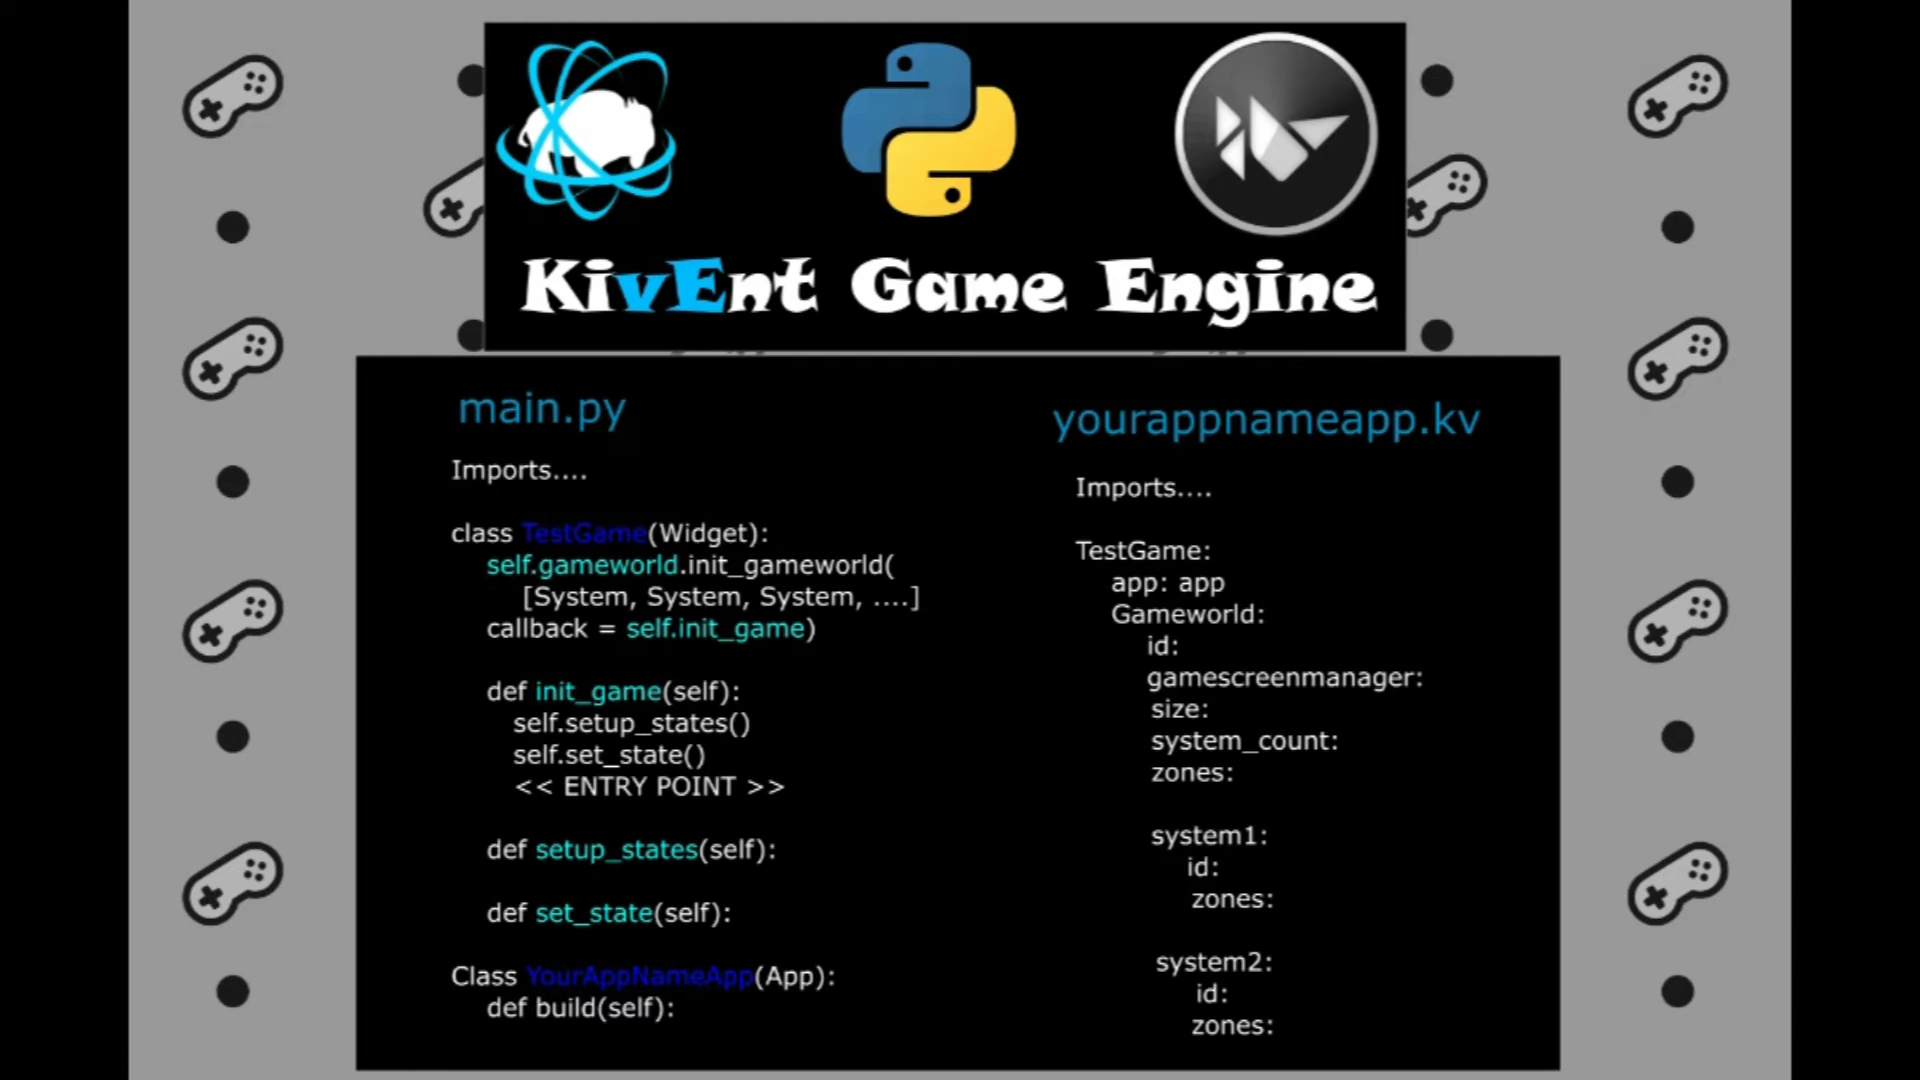 KivEnt Game Engine
main.py
Imports....
class TestGame(Widget):
self.gameworld.init_gameworld(
[System, System, System, ....]
callback = self.init_game)
def init_game(self):
self.setup_states()
self.set_state()
<< ENTRY POINT >>
def setup_states(self):
def set_state(self):
Class YourAppNameApp(App):
def build(self):
yourappnameapp.kv
Imports....
TestGame:
app: app
Gameworld:
id:
gamescreenmanager:
size:
system_count:
zones:
system1:
id:
zones:
system2:
id:
zones: